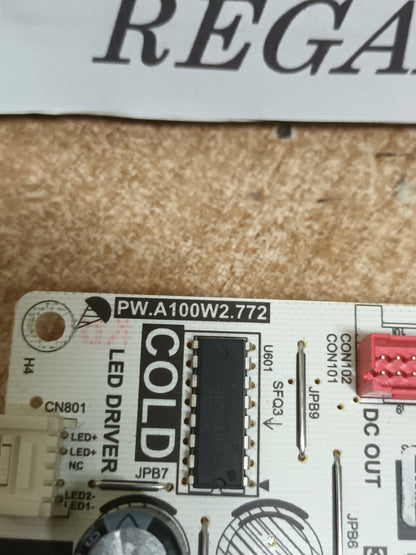 REGA
PW.A100W2.772
COLD
LED DRIVER
U601
SFQ3
JPB9
CON102
CON101
DC OUT
H4
CN801
LED+
LED+
NC
LED2-
LED1-
JPB7
JPB6